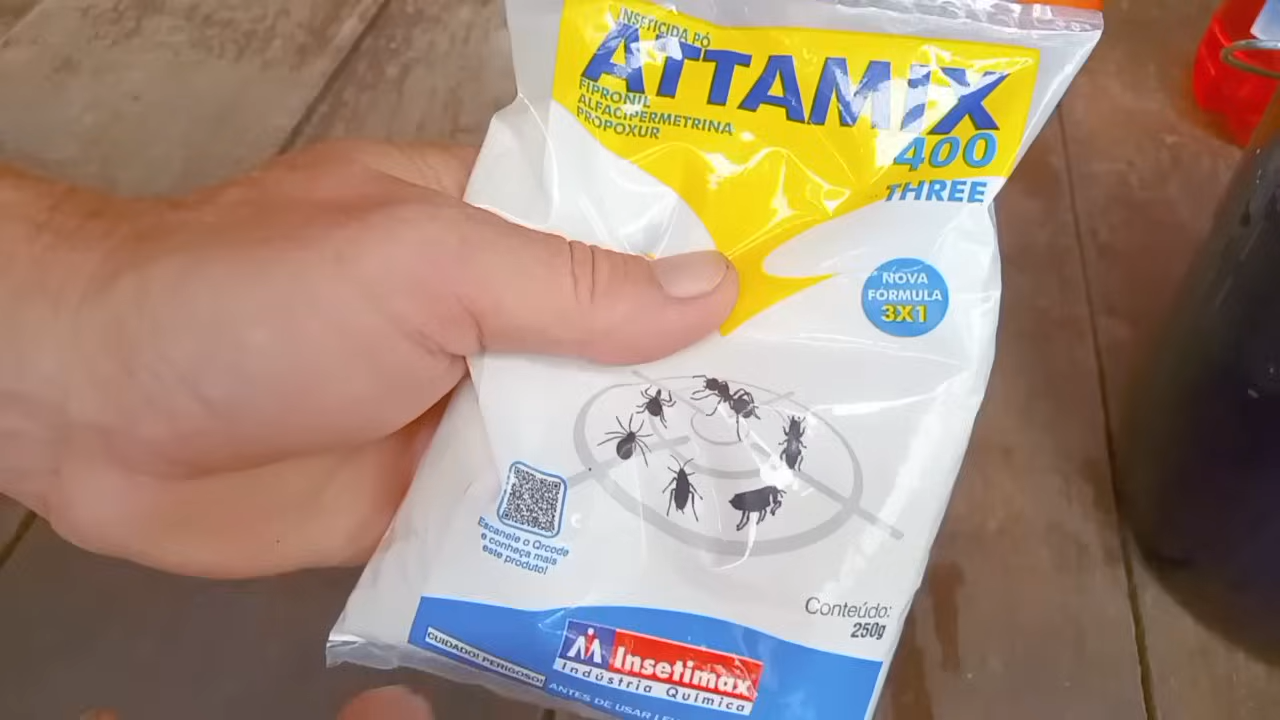 INSETICIDA PÓ
ATTAMIX
FIPRONIL
ALFACIPERMETRINA
PROPOXUR
400
THREE
NOVA
FÓRMULA
3X1
Escaneie o Qrcode
e conheça mais
este produto!
Conteúdo:
250g
CUIDADO! PERIGOSO!
Insetimax
Indústria Química
ANTES DE USAR